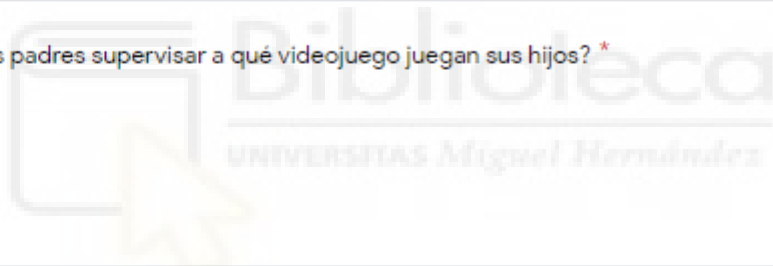 s padres supervisar a qué videojuego juegan sus hijos? *
Biblioteca
UNIVERSITAS Miguel Hernández